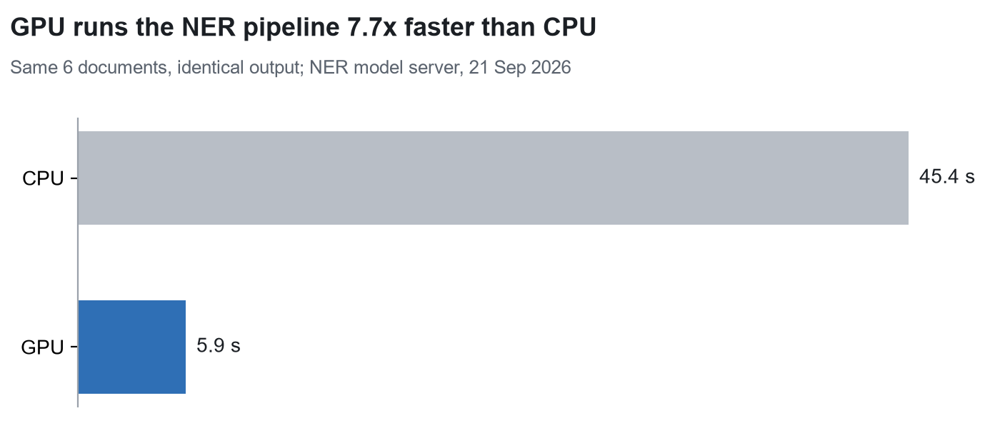 GPU runs the NER pipeline 7.7x faster than CPU
Same 6 documents, identical output; NER model server, 21 Sep 2026
CPU
45.4 s
GPU
5.9 s